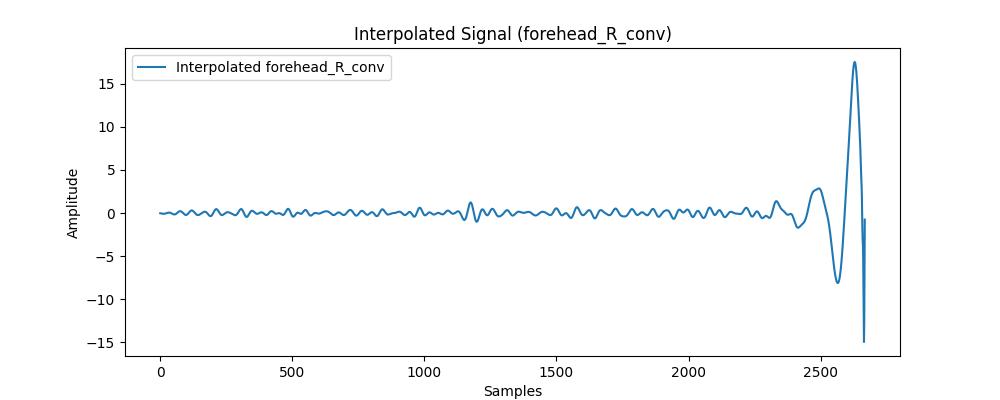 Interpolated Signal (forehead_R_conv)
Interpolated forehead_R_conv
Amplitude
15
10
5
0
−5
−10
−15
0 500 1000 1500 2000 2500
Samples